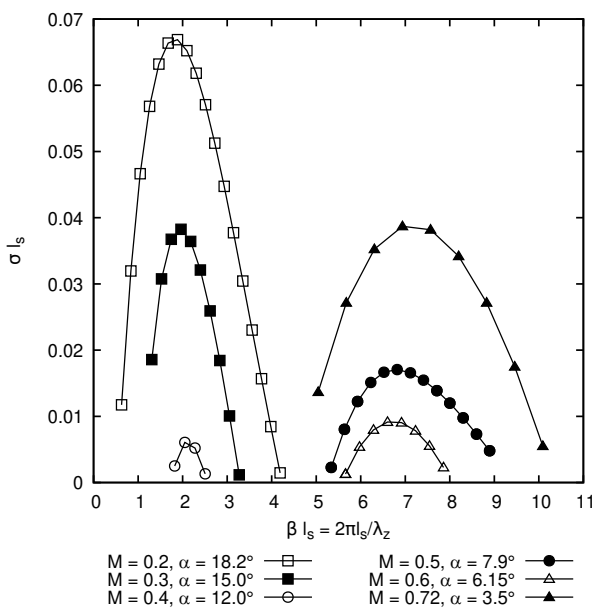 0.07
0.06
0.05
0.04
0.03
0.02
0.01
0
σ l_s
0 1 2 3 4 5 6 7 8 9 10 11
β l_s = 2πl_s/λ_z
M = 0.2, α = 18.2°
M = 0.3, α = 15.0°
M = 0.4, α = 12.0°
M = 0.5, α = 7.9°
M = 0.6, α = 6.15°
M = 0.72, α = 3.5°